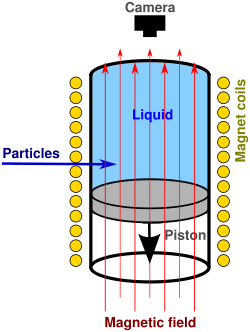 Camera
Liquid
Magnet coils
Particles
Piston
Magnetic field